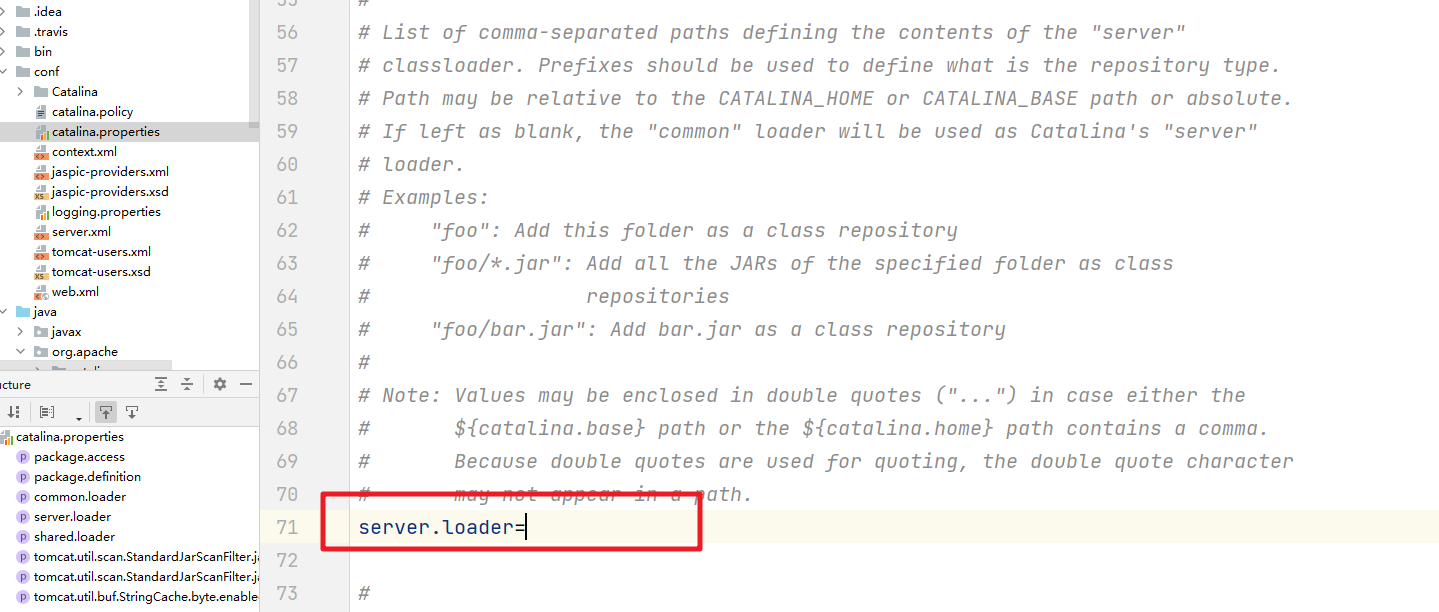 .idea
.travis
bin
conf
Catalina
catalina.policy
catalina.properties
context.xml
jaspic-providers.xml
jaspic-providers.xsd
logging.properties
server.xml
tomcat-users.xml
tomcat-users.xsd
web.xml
java
javax
org.apache
cture
catalina.properties
package.access
package.definition
common.loader
server.loader
shared.loader
tomcat.util.scan.StandardJarScanFilter.ja
tomcat.util.scan.StandardJarScanFilter.ja
tomcat.util.buf.StringCache.byte.enable
55 #
56 # List of comma-separated paths defining the contents of the "server"
57 # classloader. Prefixes should be used to define what is the repository type.
58 # Path may be relative to the CATALINA_HOME or CATALINA_BASE path or absolute.
59 # If left as blank, the "common" loader will be used as Catalina's "server"
60 # loader.
61 # Examples:
62 #     "foo": Add this folder as a class repository
63 #     "foo/*.jar": Add all the JARs of the specified folder as class
64 #                  repositories
65 #     "foo/bar.jar": Add bar.jar as a class repository
66 #
67 # Note: Values may be enclosed in double quotes ("...") in case either the
68 #       ${catalina.base} path or the ${catalina.home} path contains a comma.
69 #       Because double quotes are used for quoting, the double quote character
70 #       may not appear in a path.
71 server.loader=
72
73 #